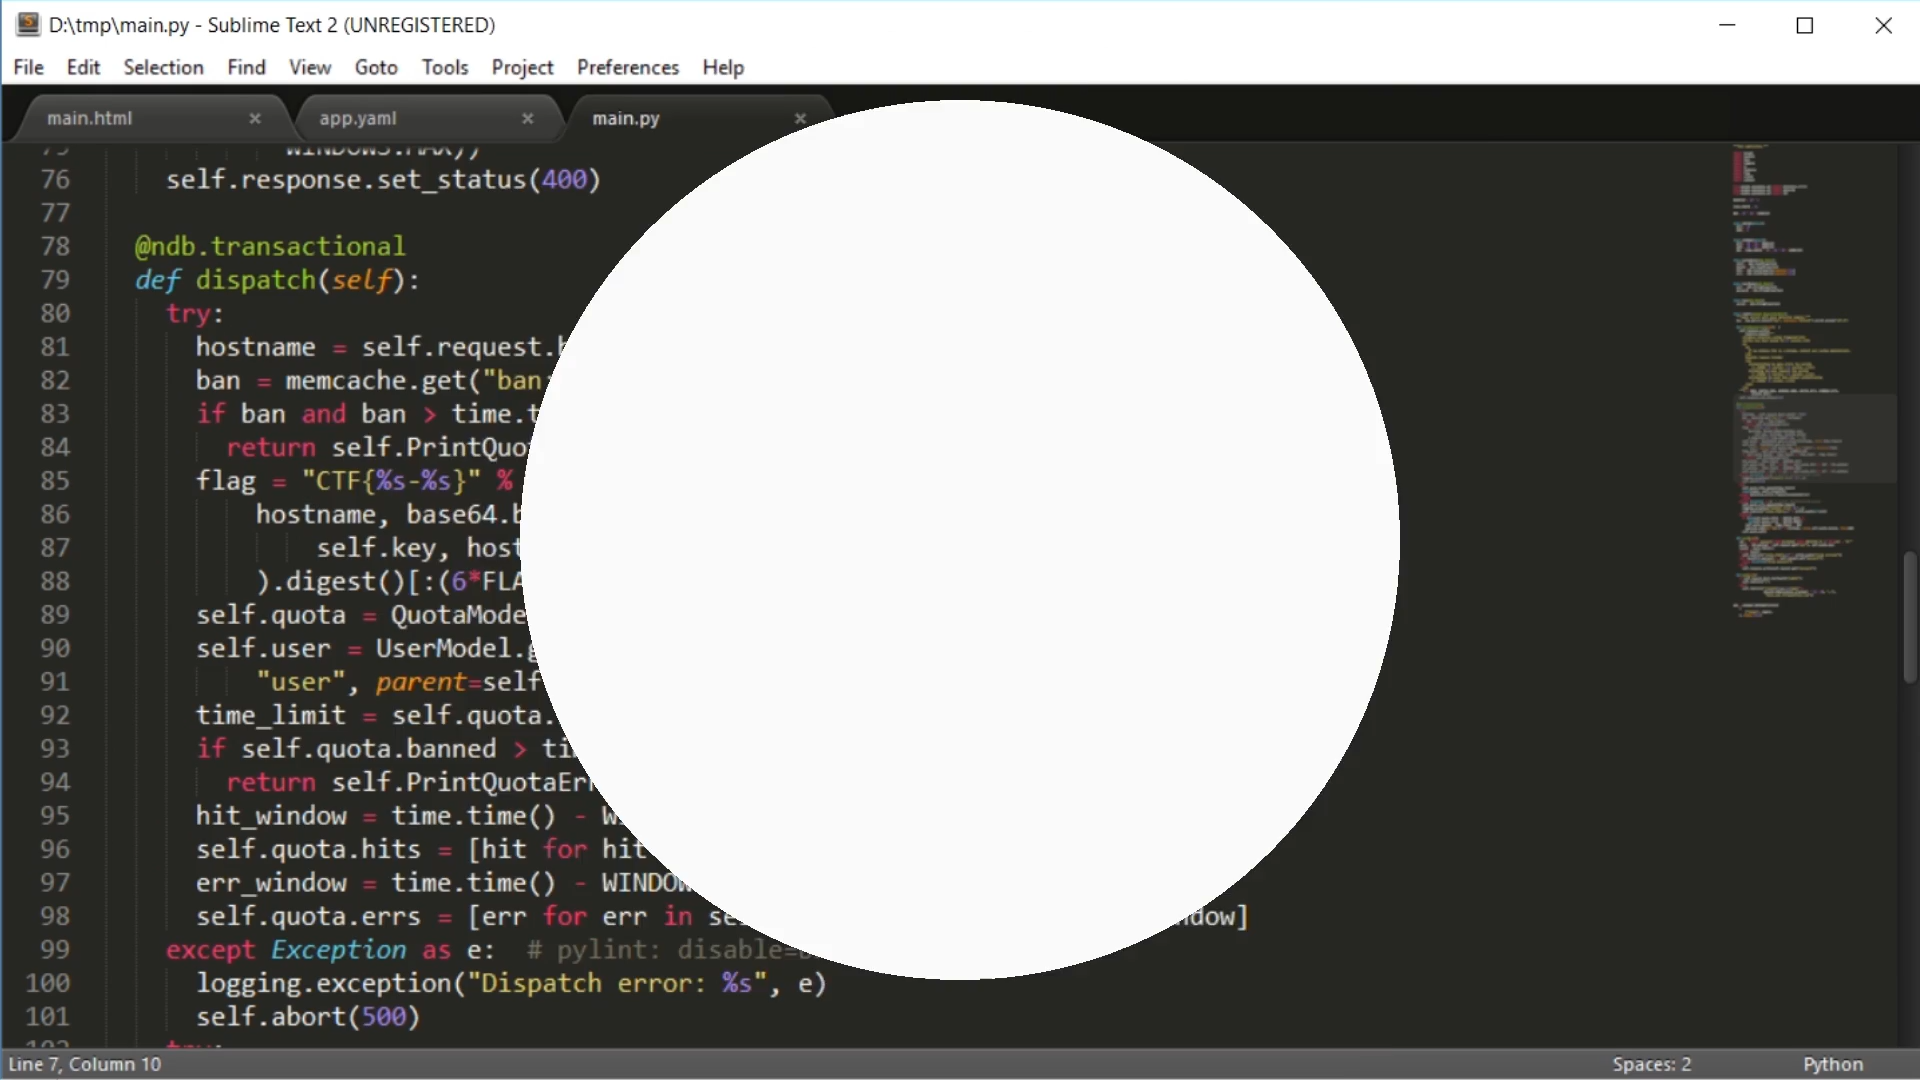 D:\tmp\main.py - Sublime Text 2 (UNREGISTERED)
File Edit Selection Find View Goto Tools Project Preferences Help
main.html × app.yaml × main.py ×
76 self.response.set_status(400)
77
78 @ndb.transactional
79 def dispatch(self):
80 try:
81 hostname = self.request.
82 ban = memcache.get("ban:
83 if ban and ban > time.
84 return self.PrintQuo
85 flag = "CTF{%s-%s}" %
86 hostname, base64.
87 self.key, host
88 ).digest()[:(6*FLA
89 self.quota = QuotaMode
90 self.user = UserModel.
91 "user", parent=self
92 time_limit = self.quota.
93 if self.quota.banned > ti
94 return self.PrintQuotaErr
95 hit_window = time.time() - W
96 self.quota.hits = [hit for hit
97 err_window = time.time() - WINDOW
98 self.quota.errs = [err for err in se dow]
99 except Exception as e: # pylint: disable=
100 logging.exception("Dispatch error: %s", e)
101 self.abort(500)
Line 7, Column 10 Spaces: 2 Python